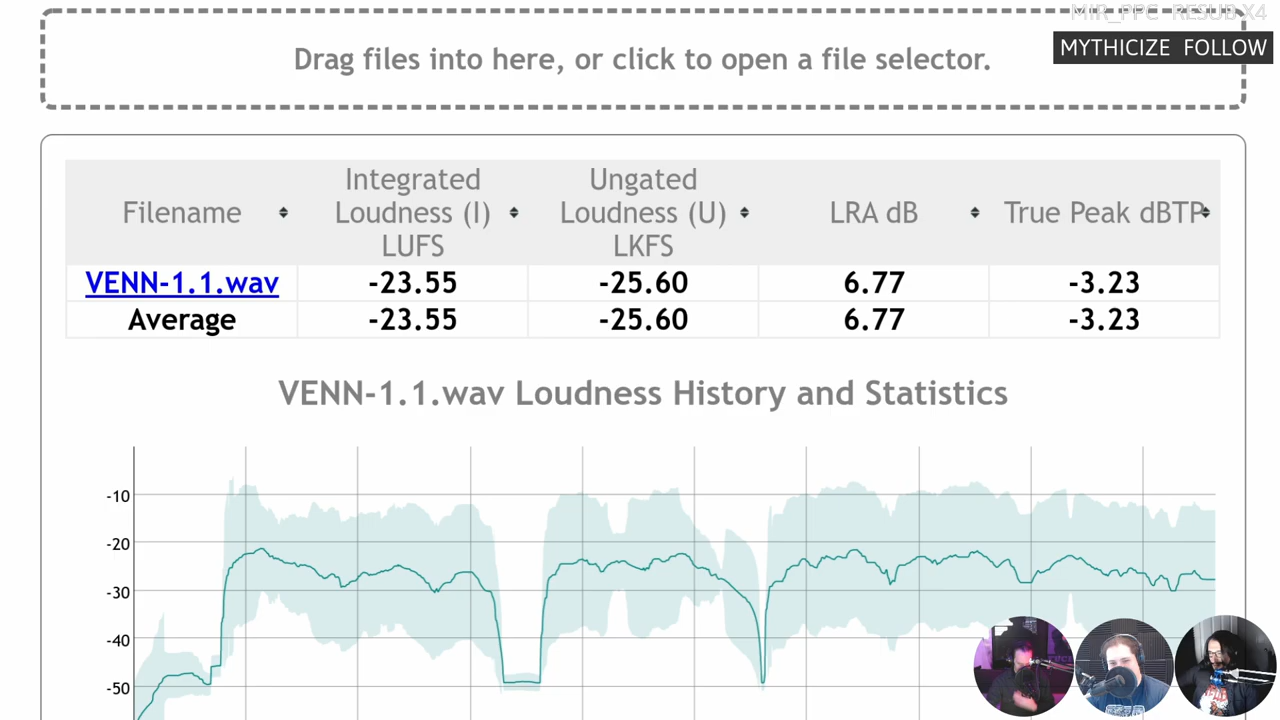 MIR_PPC RESUB X4
MYTHICIZE FOLLOW
Drag files into here, or click to open a file selector.
Filename
Integrated
Loudness (I)
LUFS
Ungated
Loudness (U)
LKFS
LRA dB
True Peak dBTP
VENN-1.1.wav -23.55 -25.60 6.77 -3.23
Average -23.55 -25.60 6.77 -3.23
VENN-1.1.wav Loudness History and Statistics
-10
-20
-30
-40
-50